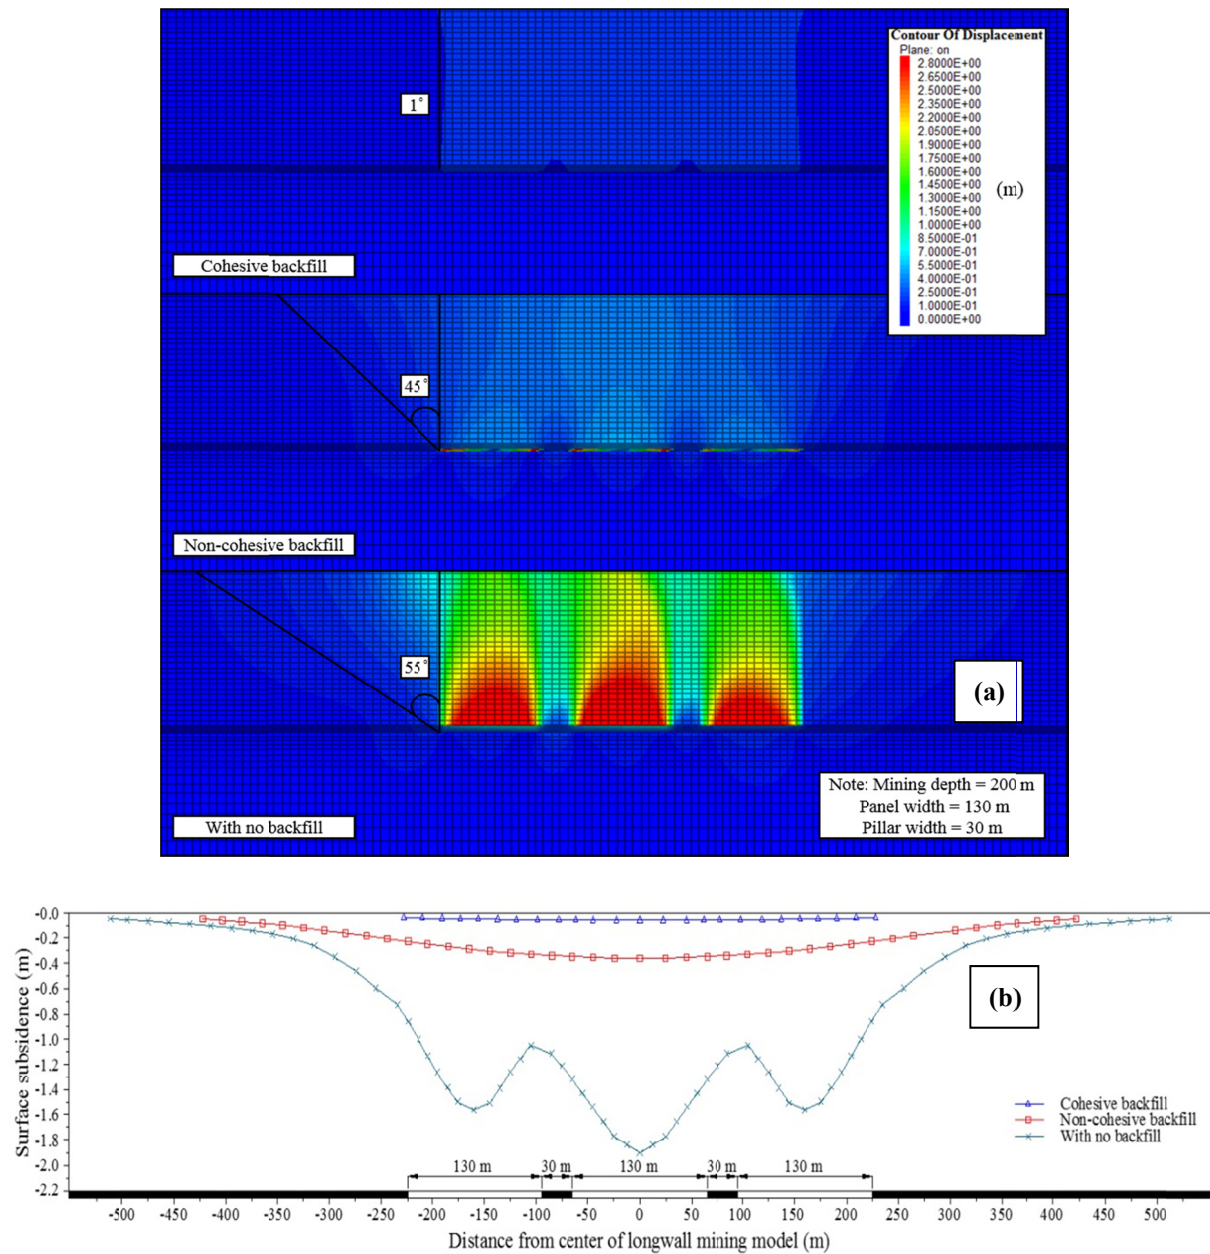 Contour Of Displacement
Plane: on
2.8000E+00
2.6500E+00
2.5000E+00
2.3500E+00
2.2000E+00
2.0500E+00
1.9000E+00
1.7500E+00
1.6000E+00
1.4500E+00
1.3000E+00
1.1500E+00
1.0000E+00
8.5000E-01
7.0000E-01
5.5000E-01
4.0000E-01
2.5000E-01
1.0000E-01
0.0000E+00
(m)
1°
Cohesive backfill
45°
Non-cohesive backfill
55°
(a)
With no backfill
Note: Mining depth = 200 m
Panel width = 130 m
Pillar width = 30 m
Surface subsidence (m)
-0.0
-0.2
-0.4
-0.6
-0.8
-1.0
-1.2
-1.4
-1.6
-1.8
-2.0
-2.2
(b)
Cohesive backfill
Non-cohesive backfill
With no backfill
130 m 30 m 130 m 30 m 130 m
-500 -450 -400 -350 -300 -250 -200 -150 -100 -50 0 50 100 150 200 250 300 350 400 450 500
Distance from center of longwall mining model (m)